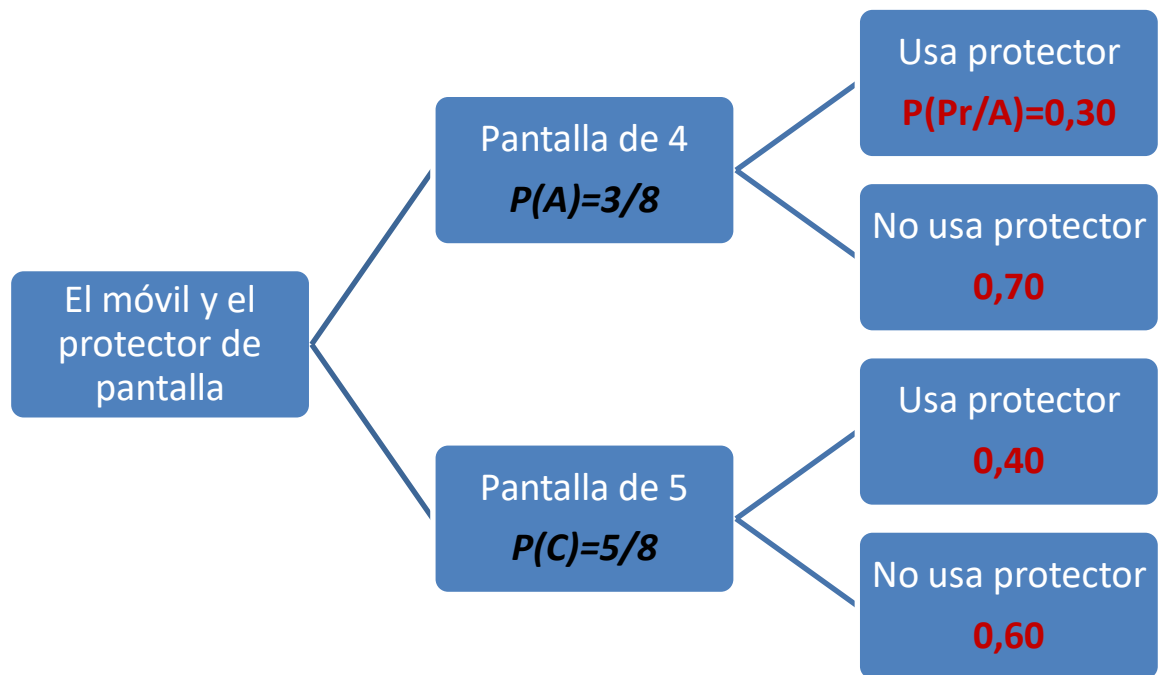 El móvil y el
protector de
pantalla
Pantalla de 4
P(A)=3/8
Usa protector
P(Pr/A)=0,30
No usa protector
0,70
Pantalla de 5
P(C)=5/8
Usa protector
0,40
No usa protector
0,60